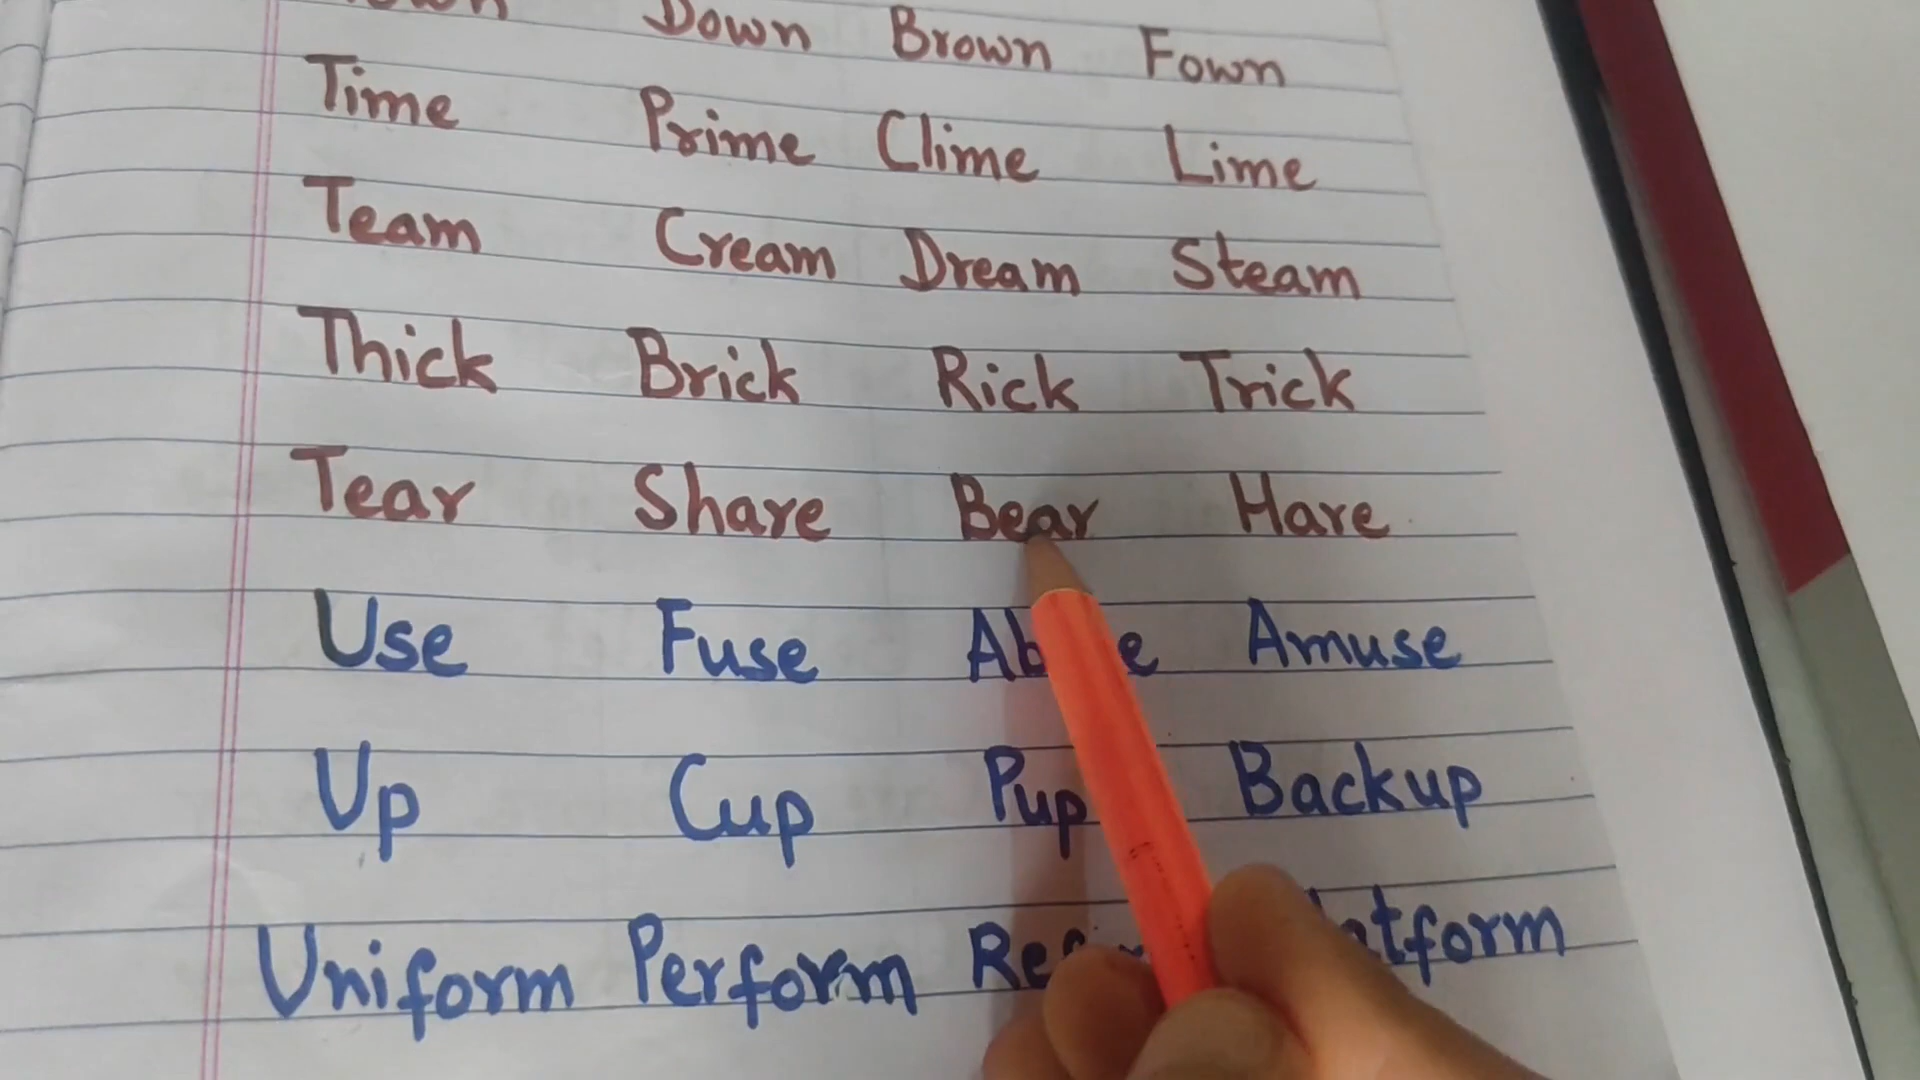 Down Brown Fown
Time Prime Clime Lime
Team Cream Dream Steam
Thick Brick Rick Trick
Tear Share Bear Hare
Use Fuse Amuse
Up Cup Pup Backup
Uniform Perform